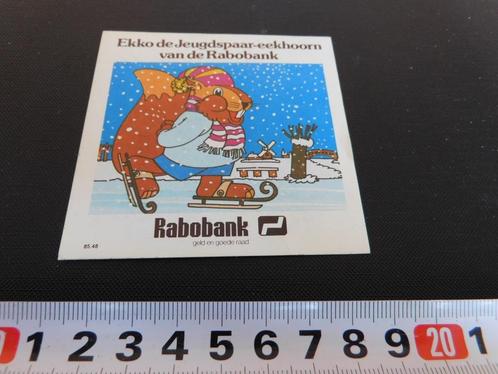 Ekko de Jeugdspaar-eekhoorn
van de Rabobank
Rabobank
geld en goede raad
85.48
1 2 3 4 5 6 7 8 9 20 1